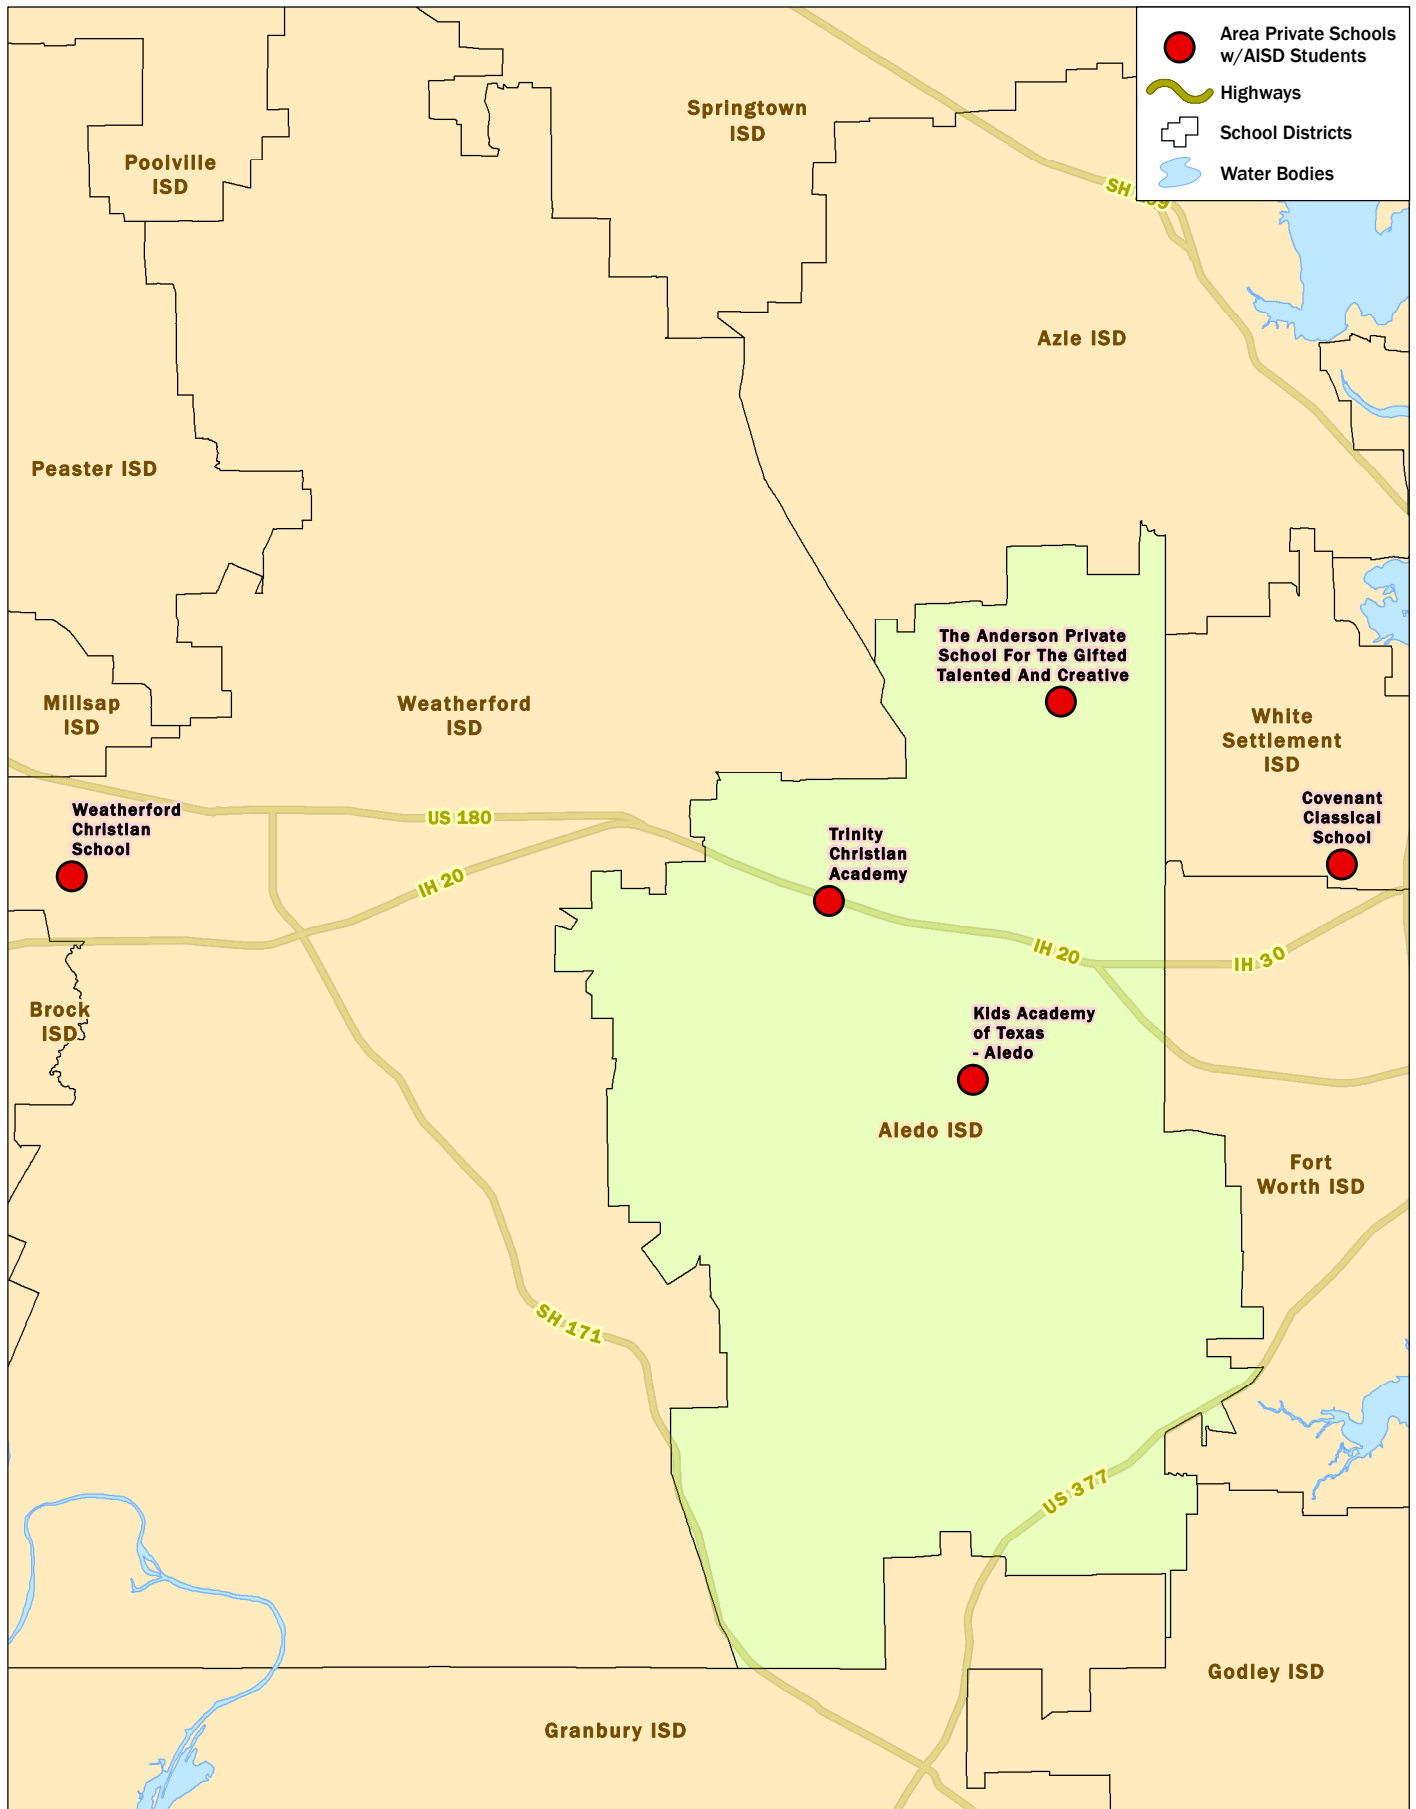 Area Private Schools
w/AISD Students
Highways
School Districts
Water Bodies
Springtown
ISD
Poolville
ISD
SH
Azle ISD
Peaster ISD
The Anderson Private
School For The Gifted
Talented And Creative
Millsap
ISD
Weatherford
ISD
White
Settlement
ISD
Weatherford
Christian
School
US 180
Covenant
Classical
School
Trinity
Christian
Academy
IH 20
IH 20
IH 30
Brock
ISD
Kids Academy
of Texas
- Aledo
Aledo ISD
Fort
Worth ISD
SH 171
US 377
Godley ISD
Granbury ISD